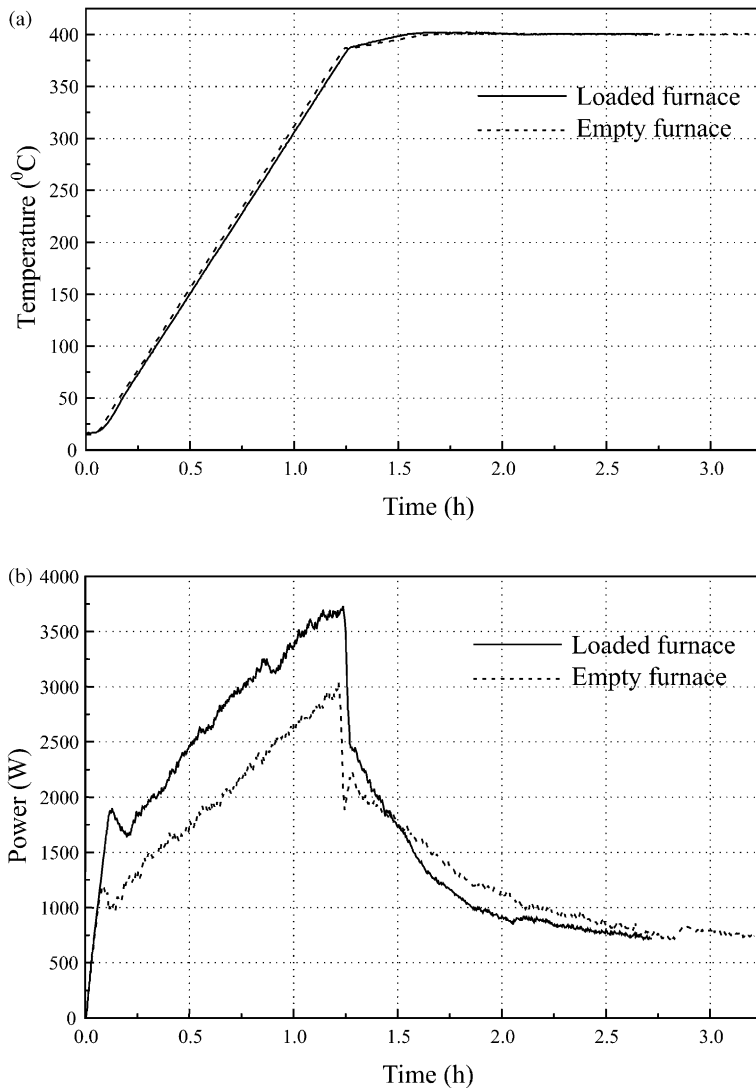 (a)
400
350
300
250
200
150
100
50
0
Temperature (⁰C)
Loaded furnace
Empty furnace
0.0 0.5 1.0 1.5 2.0 2.5 3.0
Time (h)
(b)
4000
3500
3000
2500
2000
1500
1000
500
0
Power (W)
Loaded furnace
Empty furnace
0.0 0.5 1.0 1.5 2.0 2.5 3.0
Time (h)